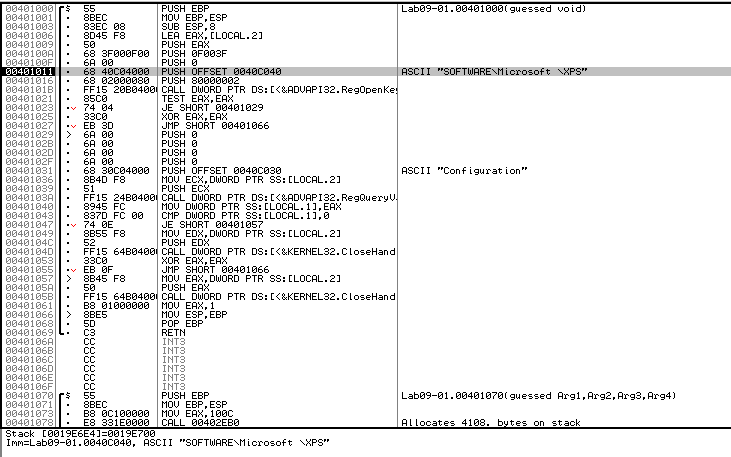 00401000 $ 55 PUSH EBP Lab09-01.00401000(guessed void)
00401001 . 8BEC MOV EBP,ESP
00401003 . 83EC 08 SUB ESP,8
00401006 . 8D45 F8 LEA EAX,[LOCAL.2]
00401009 . 50 PUSH EAX
0040100A . 68 3F000F00 PUSH 0F003F
0040100F . 6A 00 PUSH 0
00401011 . 68 40C04000 PUSH OFFSET 0040C040 ASCII "SOFTWARE\Microsoft \XPS"
00401016 . 68 02000080 PUSH 80000002
0040101B . FF15 20B0400 CALL DWORD PTR DS:[<&ADVAPI32.RegOpenKey
00401021 . 85C0 TEST EAX,EAX
00401023 .v 74 04 JE SHORT 00401029
00401025 . 33C0 XOR EAX,EAX
00401027 .v EB 3D JMP SHORT 00401066
00401029 > 6A 00 PUSH 0
0040102B . 6A 00 PUSH 0
0040102D . 6A 00 PUSH 0
0040102F . 6A 00 PUSH 0
00401031 . 68 30C04000 PUSH OFFSET 0040C030 ASCII "Configuration"
00401036 . 8B4D F8 MOV ECX,DWORD PTR SS:[LOCAL.2]
00401039 . 51 PUSH ECX
0040103A . FF15 24B0400 CALL DWORD PTR DS:[<&ADVAPI32.RegQueryV
00401040 . 8945 FC MOV DWORD PTR SS:[LOCAL.1],EAX
00401043 . 837D FC 00 CMP DWORD PTR SS:[LOCAL.1],0
00401047 .v 74 0E JE SHORT 00401057
00401049 . 8B55 F8 MOV EDX,DWORD PTR SS:[LOCAL.2]
0040104C . 52 PUSH EDX
0040104D . FF15 64B0400 CALL DWORD PTR DS:[<&KERNEL32.CloseHand
00401053 . 33C0 XOR EAX,EAX
00401055 .v EB 0F JMP SHORT 00401066
00401057 > 8B45 F8 MOV EAX,DWORD PTR SS:[LOCAL.2]
0040105A . 50 PUSH EAX
0040105B . FF15 64B0400 CALL DWORD PTR DS:[<&KERNEL32.CloseHand
00401061 . B8 01000000 MOV EAX,1
00401066 > 8BE5 MOV ESP,EBP
00401068 . 5D POP EBP
00401069 . C3 RETN
0040106A CC INT3
0040106B CC INT3
0040106C CC INT3
0040106D CC INT3
0040106E CC INT3
0040106F CC INT3
00401070 $ 55 PUSH EBP Lab09-01.00401070(guessed Arg1,Arg2,Arg3,Arg4)
00401071 . 8BEC MOV EBP,ESP
00401073 . B8 0C100000 MOV EAX,100C
00401078 . E8 331E0000 CALL 00402EB0 Allocates 4108. bytes on stack
Stack [0019E6E4]=0019E700
Imm=Lab09-01.0040C040, ASCII "SOFTWARE\Microsoft \XPS"